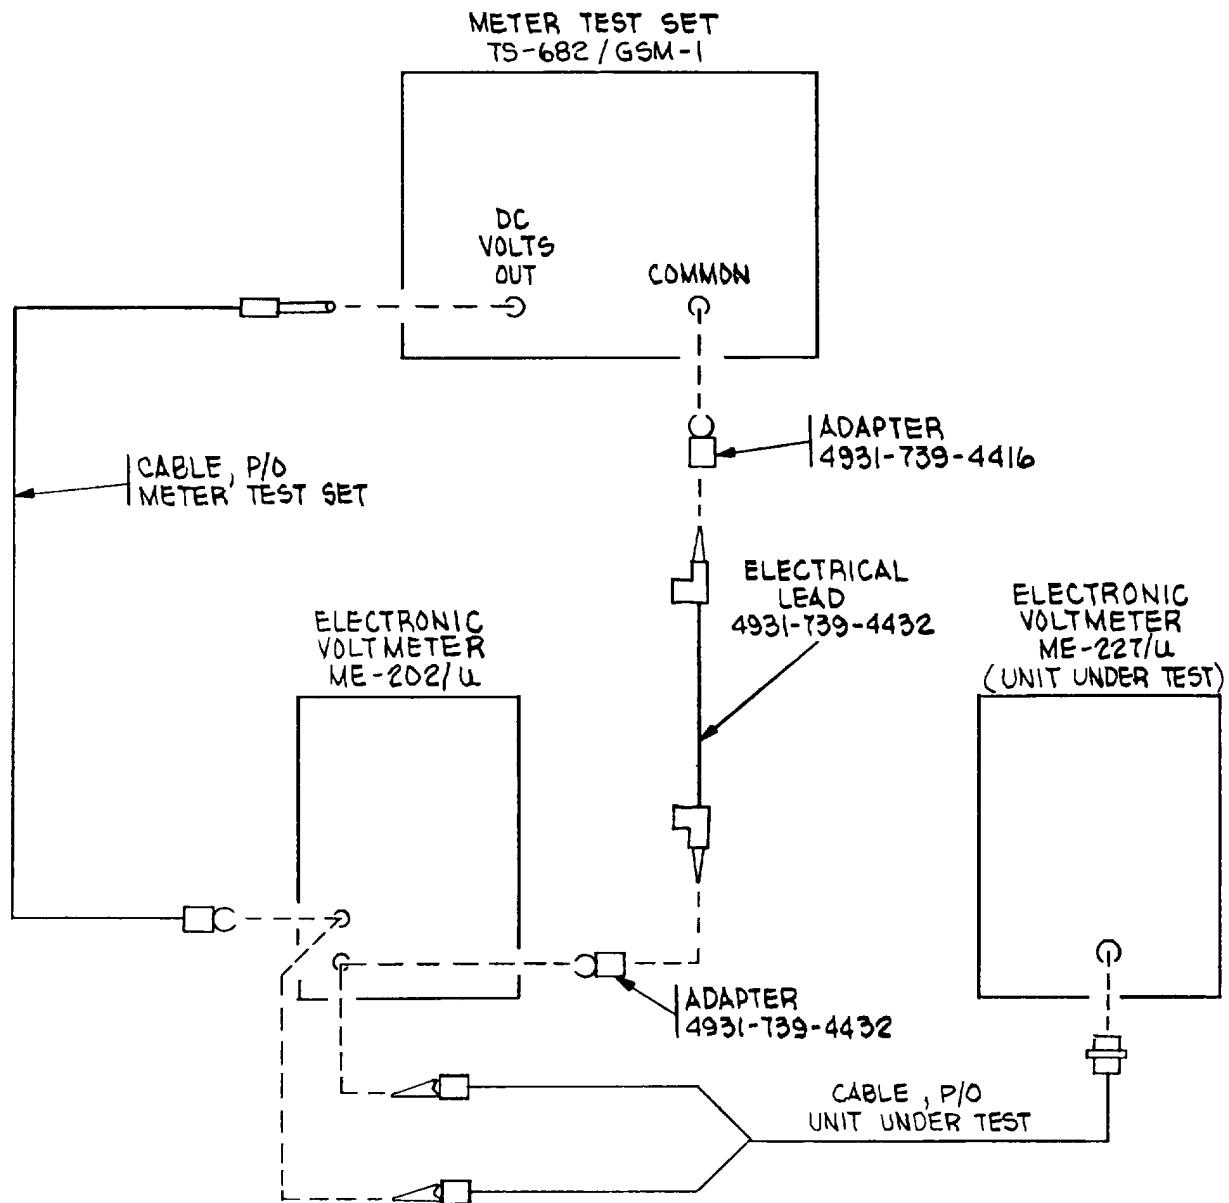 METER TEST SET
TS-682/GSM-1
DC
VOLTS
OUT
COMMON
ADAPTER
4931-739-4416
CABLE, P/O
METER TEST SET
ELECTRICAL
LEAD
4931-739-4432
ELECTRONIC
VOLTMETER
ME-202/U
ELECTRONIC
VOLTMETER
ME-227/U
(UNIT UNDER TEST)
ADAPTER
4931-739-4432
CABLE, P/O
UNIT UNDER TEST